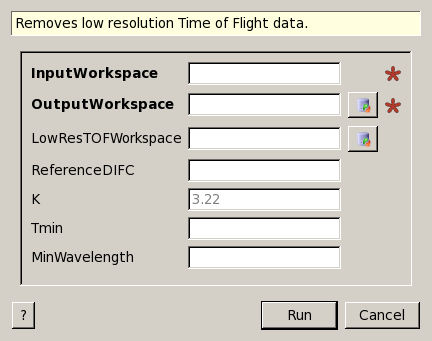 Removes low resolution Time of Flight data.
InputWorkspace *
OutputWorkspace *
LowResTOFWorkspace
ReferenceDIFC
K 3.22
Tmin
MinWavelength
? Run Cancel